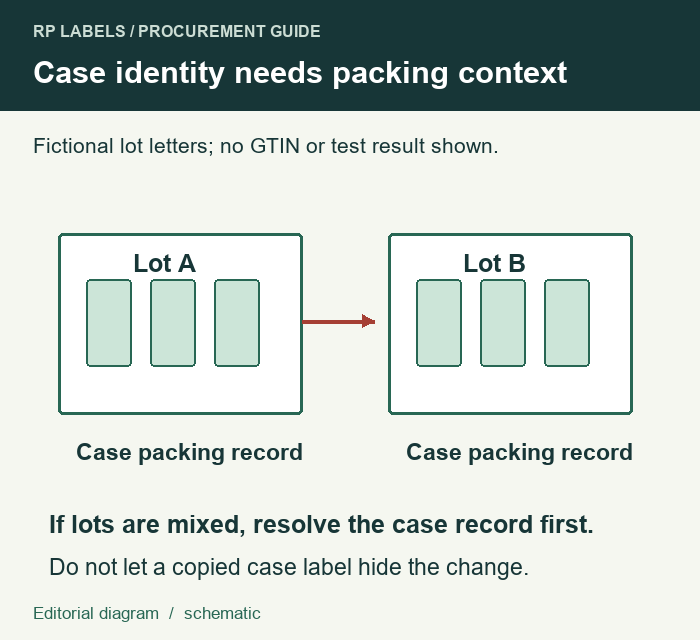 RP LABELS / PROCUREMENT GUIDE
Case identity needs packing context
Fictional lot letters; no GTIN or test result shown.
Lot A
Lot B
Case packing record
Case packing record
If lots are mixed, resolve the case record first.
Do not let a copied case label hide the change.
Editorial diagram / schematic